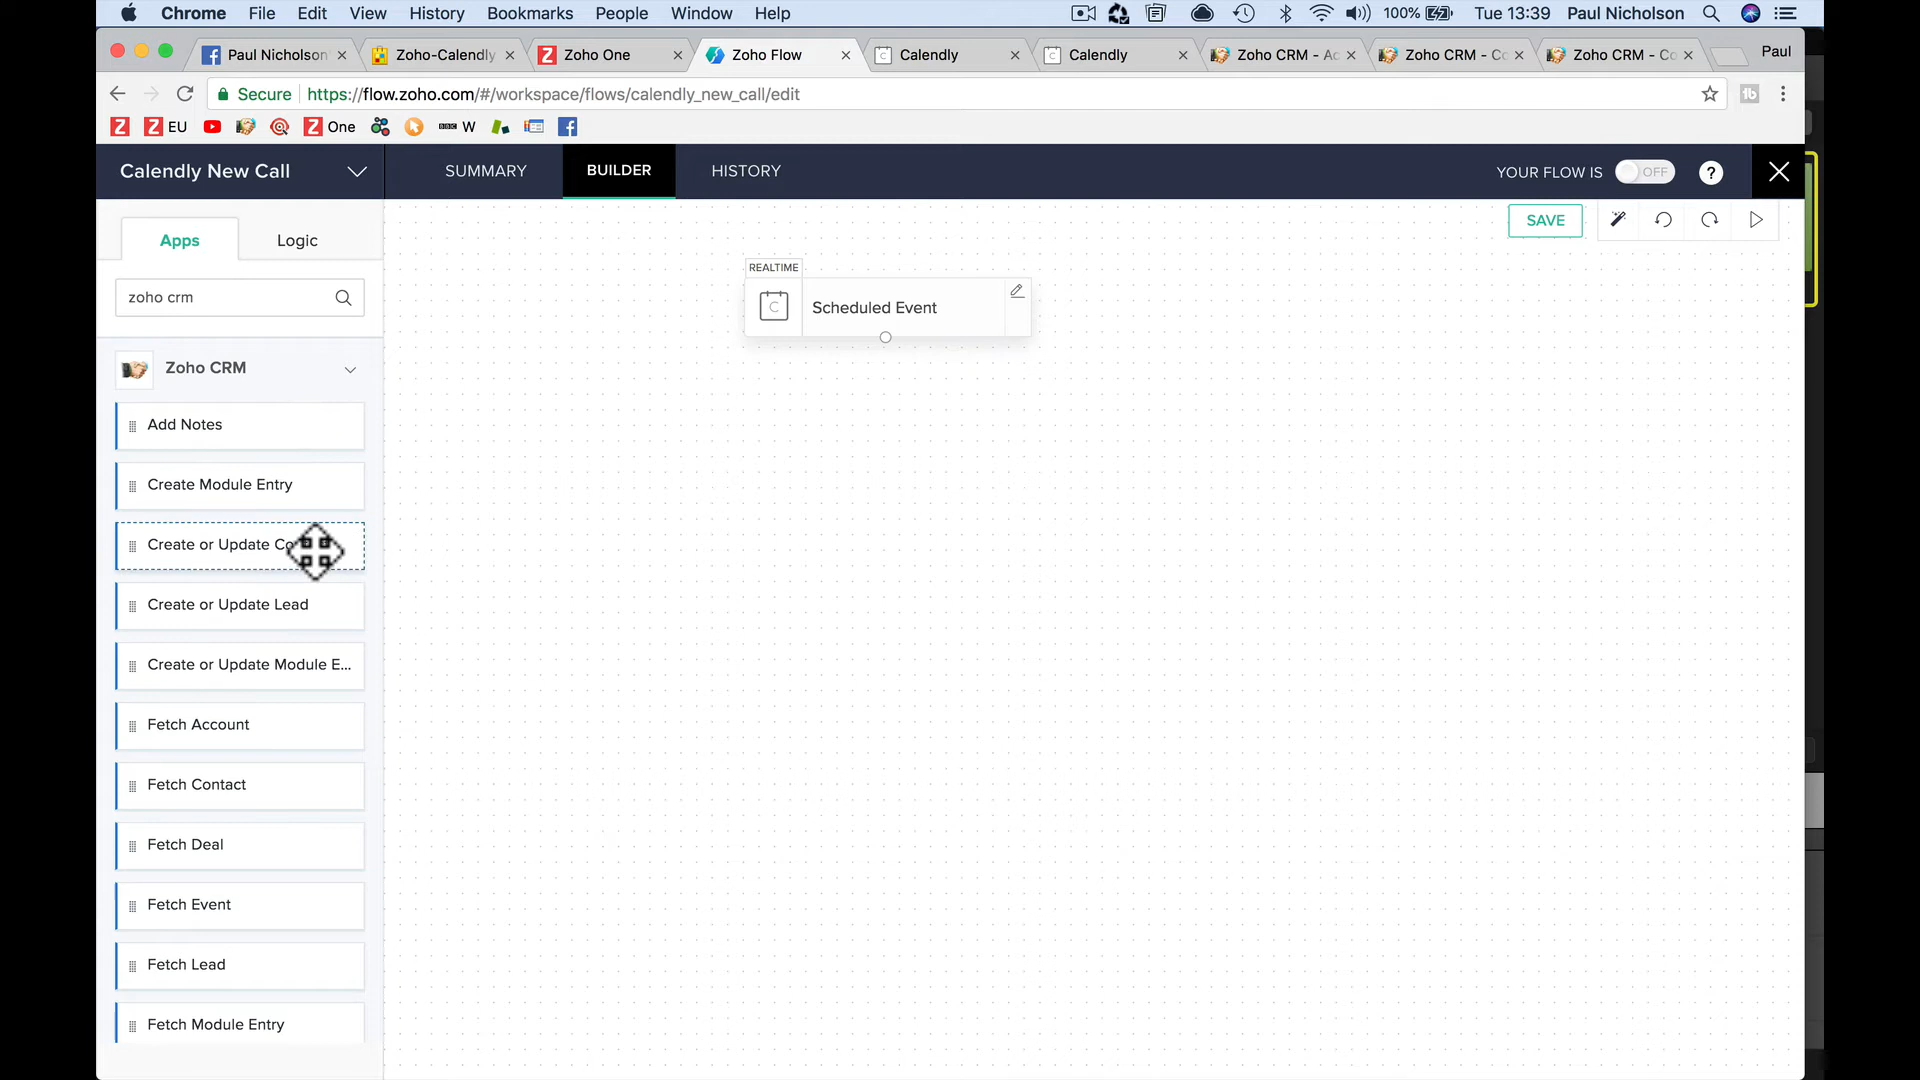 Chrome File Edit View History Bookmarks People Window Help 100% Tue 13:39 Paul Nicholson
Paul Nicholson' Zoho-Calendly Zoho One Zoho Flow Calendly Calendly Zoho CRM - Ac Zoho CRM - Co Zoho CRM - Co Paul
Secure https://flow.zoho.com/#/workspace/flows/calendly_new_call/edit
EU One BBC W
Calendly New Call SUMMARY BUILDER HISTORY YOUR FLOW IS OFF ?
Apps Logic SAVE
zoho crm
REALTIME
C Scheduled Event
Zoho CRM
Add Notes
Create Module Entry
Create or Update Co
Create or Update Lead
Create or Update Module E...
Fetch Account
Fetch Contact
Fetch Deal
Fetch Event
Fetch Lead
Fetch Module Entry